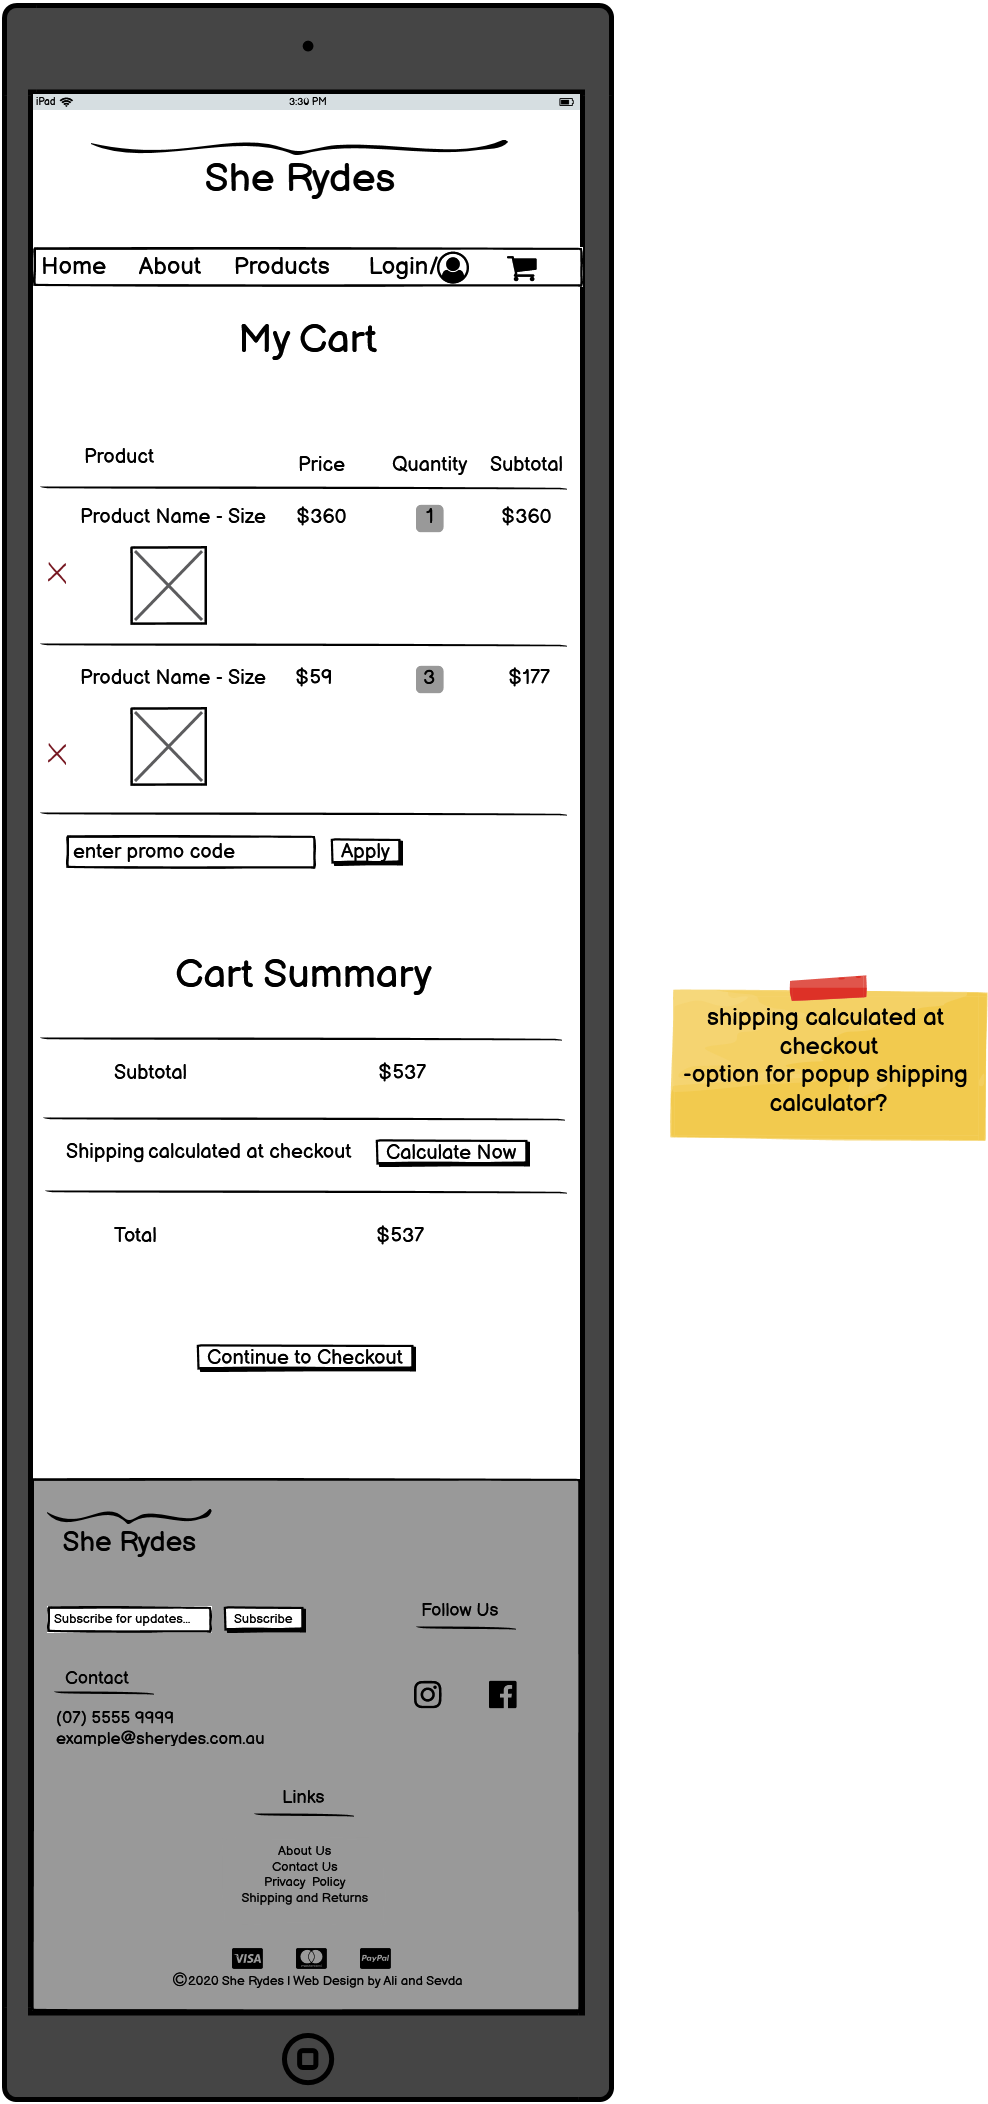 iPad 3:30 PM
She Rydes
Home About Products Login/
My Cart
Product Price Quantity Subtotal
Product Name - Size $360 1 $360
Product Name - Size $59 3 $177
enter promo code Apply
Cart Summary
Subtotal $537
Shipping calculated at checkout Calculate Now
Total $537
Continue to Checkout
shipping calculated at
checkout
-option for popup shipping
calculator?
She Rydes
Subscribe for updates... Subscribe
Follow Us
Contact
(07) 5555 9999
example@sherydes.com.au
Links
About Us
Contact Us
Privacy Policy
Shipping and Returns
VISA mastercard PayPal
©2020 She Rydes | Web Design by Ali and Sevda